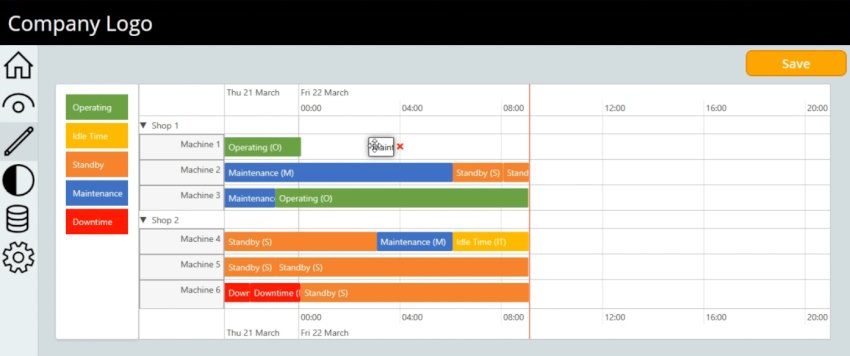 Company Logo
Save
Thu 21 March Fri 22 March
00:00 04:00 08:00 12:00 16:00 20:00
Operating
Idle Time
Standby
Maintenance
Downtime
▼ Shop 1
Machine 1 Operating (O) Maint
Machine 2 Maintenance (M) Standby (S) Stand
Machine 3 Maintenanc Operating (O)
▼ Shop 2
Machine 4 Standby (S) Maintenance (M) Idle Time (IT)
Machine 5 Standby (S) Standby (S)
Machine 6 Dowr Downtime ( Standby (S)
00:00 04:00 08:00 12:00 16:00 20:00
Thu 21 March Fri 22 March